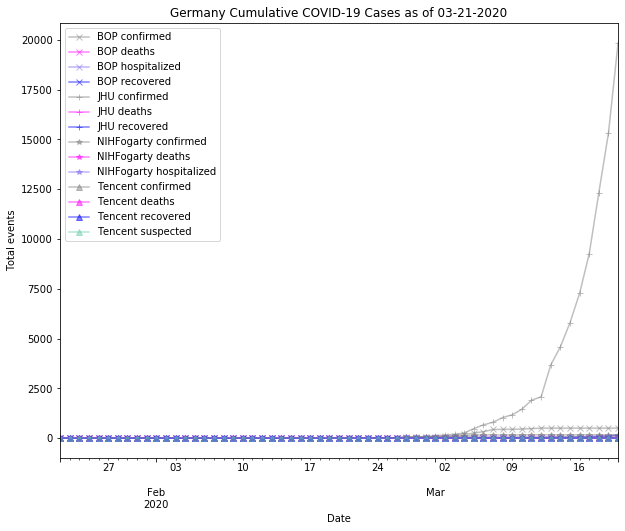 Germany Cumulative COVID-19 Cases as of 03-21-2020
BOP confirmed
BOP deaths
BOP hospitalized
BOP recovered
JHU confirmed
JHU deaths
JHU recovered
NIHFogarty confirmed
NIHFogarty deaths
NIHFogarty hospitalized
Tencent confirmed
Tencent deaths
Tencent recovered
Tencent suspected
Total events
20000
17500
15000
12500
10000
7500
5000
2500
0
27 03 10 17 24 02 09 16
Feb Mar
2020
Date